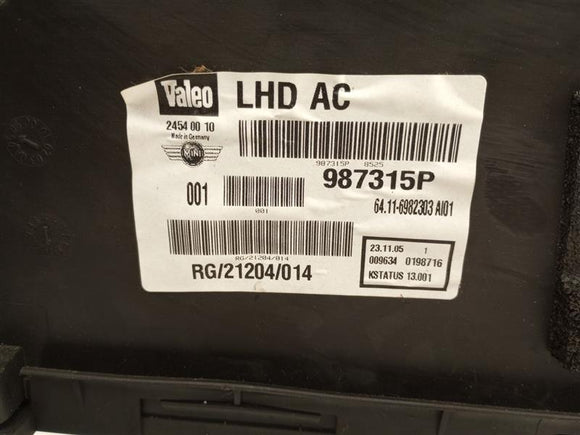 Valeo LHD AC
2454 00 10
Made in Germany
MINI
987315P 8525
987315P
001
001
64.11-6982303 AI01
RG/21204/014
RG/21204/014
23.11.05 1
009634 0198716
KSTATUS 13.001